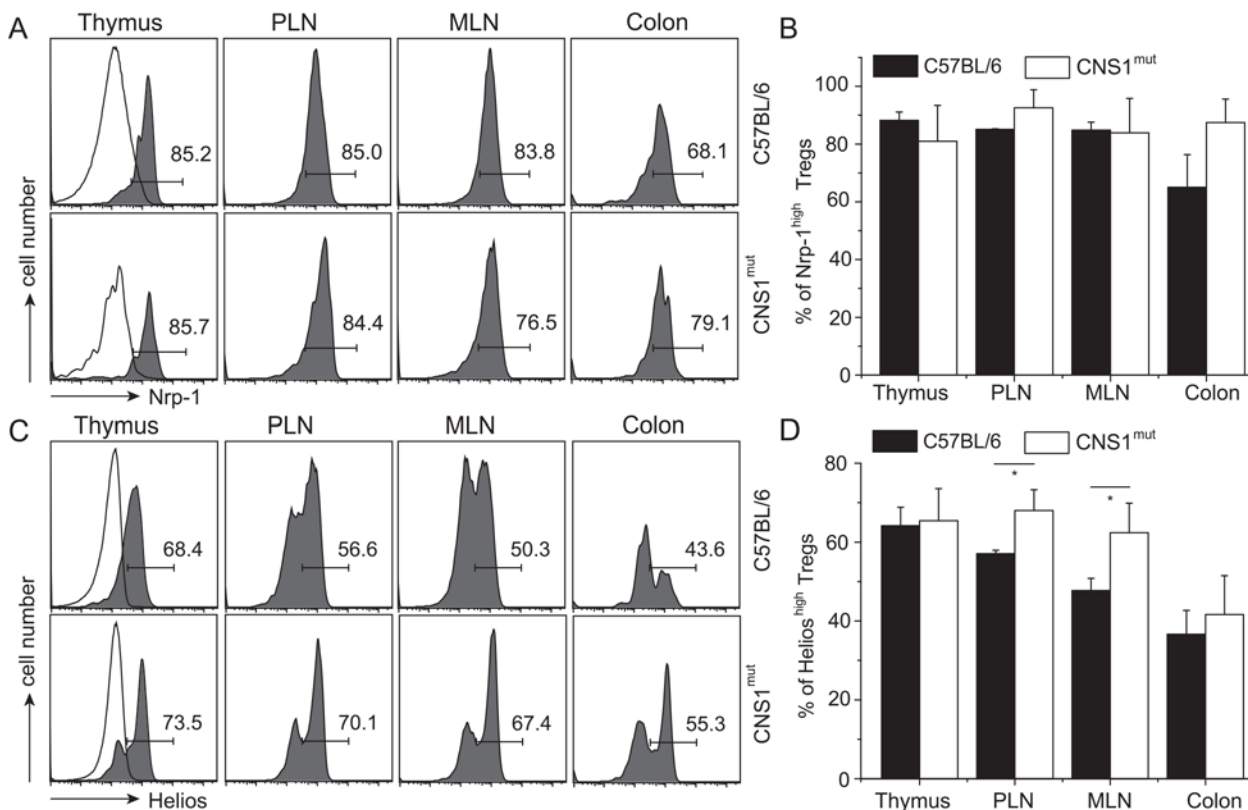 A
Thymus PLN MLN Colon
85.2 85.0 83.8 68.1
C57BL/6
85.7 84.4 76.5 79.1
CNS1mut
cell number
Nrp-1
B
C57BL/6 CNS1mut
% of Nrp-1high Tregs
100
80
60
40
20
0
Thymus PLN MLN Colon
C
Thymus PLN MLN Colon
68.4 56.6 50.3 43.6
C57BL/6
73.5 70.1 67.4 55.3
CNS1mut
cell number
Helios
D
C57BL/6 CNS1mut
% of Helioshigh Tregs
80
60
40
20
0
* *
Thymus PLN MLN Colon